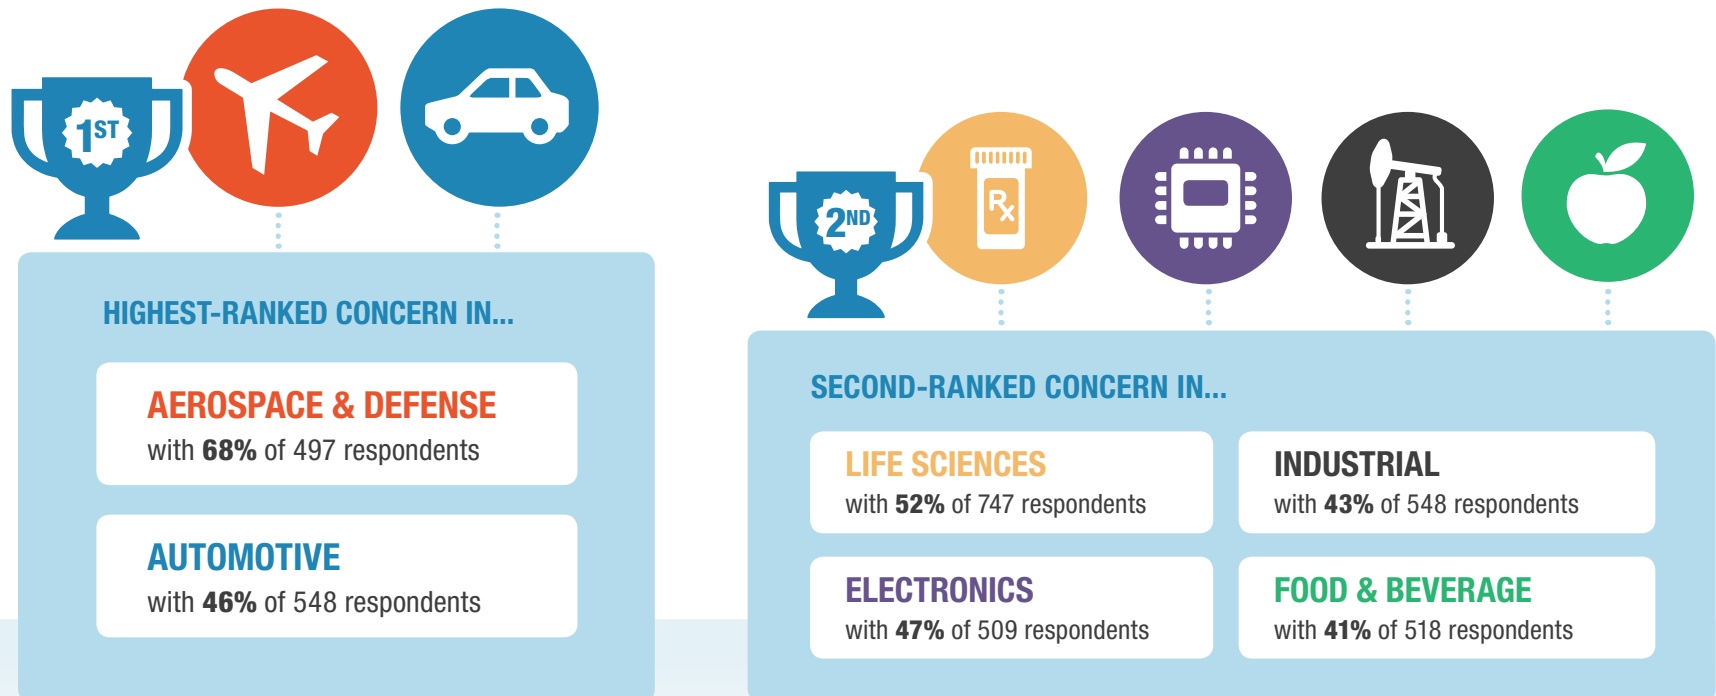 1ST
HIGHEST-RANKED CONCERN IN...
AEROSPACE & DEFENSE
with 68% of 497 respondents
AUTOMOTIVE
with 46% of 548 respondents
2ND
Rx
SECOND-RANKED CONCERN IN...
LIFE SCIENCES
with 52% of 747 respondents
ELECTRONICS
with 47% of 509 respondents
INDUSTRIAL
with 43% of 548 respondents
FOOD & BEVERAGE
with 41% of 518 respondents